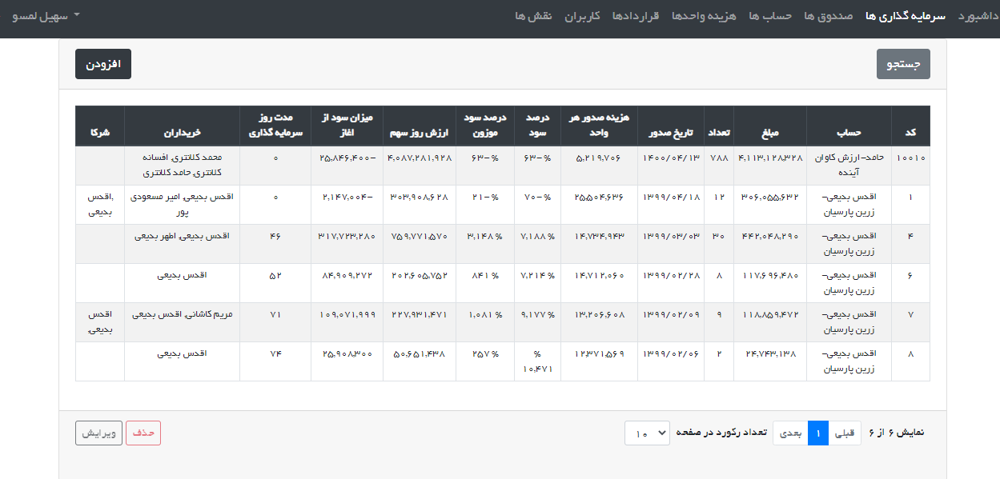 داشبورد سرمایه گذاری ها صندوق ها حساب ها هزینه واحدها قراردادها کاربران نقش ها سهیل لمسو
جستجو افزودن
کد حساب مبلغ تعداد تاریخ صدور هزینه صدور هر واحد درصد سود درصد سود موزون ارزش روز سهم میزان سود از اغاز مدت روز سرمایه گذاری خریداران شرکا
۱۰۰۱۰ حامد-ارزش کاوان آینده ۴,۱۱۳,۱۲۸,۳۲۸ ۷۸۸ ۱۴۰۰/۰۴/۱۳ ۵,۲۱۹,۷۰۶ ۶۳-% ۶۳-% ۴,۰۸۷,۲۸۱,۹۲۸ ۲۵,۸۴۶,۴۰۰- ۰ محمد کلانتری, افسانه کلانتری, حامد کلانتری
۱ اقدس بدیعی-زرین پارسیان ۳۰۶,۰۵۵,۶۳۲ ۱۲ ۱۳۹۹/۰۴/۱۸ ۲۵,۵۰۴,۶۳۶ ۷۰-% ۲۱-% ۳۰۳,۹۰۸,۶۲۸ ۲,۱۴۷,۰۰۴- ۰ اقدس بدیعی, امیر مسعودی پور ,اقدس بدیعی
۴ اقدس بدیعی-زرین پارسیان ۴۴۲,۰۴۸,۲۹۰ ۳۰ ۱۳۹۹/۰۳/۰۳ ۱۴,۷۳۴,۹۴۳ ۷,۱۸۸ % ۳,۱۴۸ % ۷۵۹,۷۷۱,۵۷۰ ۳۱۷,۷۲۳,۲۸۰ ۴۶ اقدس بدیعی, اطهر بدیعی
۶ اقدس بدیعی-زرین پارسیان ۱۱۷,۶۹۶,۴۸۰ ۸ ۱۳۹۹/۰۲/۲۸ ۱۴,۷۱۲,۰۶۰ ۷,۲۱۴ % ۸۴۱ % ۲۰۲,۶۰۵,۷۵۲ ۸۴,۹۰۹,۲۷۲ ۵۲ اقدس بدیعی
۷ اقدس بدیعی-زرین پارسیان ۱۱۸,۸۵۹,۴۷۲ ۹ ۱۳۹۹/۰۲/۰۹ ۱۳,۲۰۶,۶۰۸ ۹,۱۷۷ % ۱,۰۸۱ % ۲۲۷,۹۳۱,۴۷۱ ۱۰۹,۰۷۱,۹۹۹ ۷۱ مریم کاشانی, اقدس بدیعی اقدس بدیعی,
۸ اقدس بدیعی-زرین پارسیان ۲۴,۷۴۳,۱۳۸ ۲ ۱۳۹۹/۰۲/۰۶ ۱۲,۳۷۱,۵۶۹ % ۱۰,۴۷۱ ۲۵۷ % ۵۰,۶۵۱,۴۳۸ ۲۵,۹۰۸,۳۰۰ ۷۴ اقدس بدیعی
نمایش ۶ از ۶ قبلی ۱ بعدی تعداد رکورد در صفحه ۱۰ حذف ویرایش